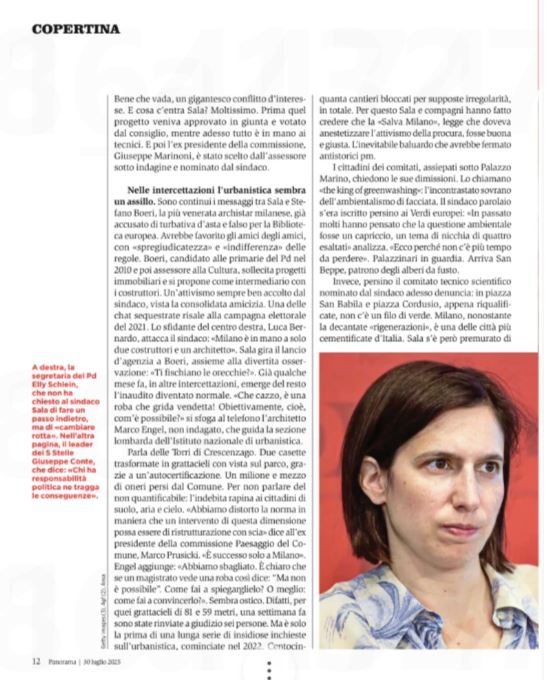 COPERTINA
Bene che vada, un gigantesco conflitto d'interes-
se. E cosa c'entra Sala? Moltissimo. Prima quel
progetto veniva approvato in giunta e votato
dal consiglio, mentre adesso tutto è in mano ai
tecnici. E poi l'ex presidente della commissione,
Giuseppe Marinoni, è stato scelto dall'assessore
sotto indagine e nominato dal sindaco.
Nelle intercettazioni l'urbanistica sembra
un assillo. Sono continui i messaggi tra Sala e Ste-
fano Boeri, la più venerata archistar milanese, già
accusato di turbativa d'asta e falso per la Bibliote-
ca europea. Avrebbe favorito gli amici degli amici,
con «spregiudicatezza» e «indifferenza» delle
regole. Boeri, candidato alle primarie del Pd nel
2010 e poi assessore alla Cultura, sollecita progetti
immobiliari e si propone come intermediario con
i costruttori. Un'attivismo sempre ben accolto dal
sindaco, vista la consolidata amicizia. Una delle
chat sequestrate risale alla campagna elettorale
del 2021. Lo sfidante del centro destra, Luca Ber-
nardo, attacca il sindaco: «Milano è in mano a solo
due costruttori e un architetto». Sala gira il lancio
d'agenzia a Boeri, assieme alla divertita osser-
vazione: «Ti fischiano le orecchie?». Già qualche
mese fa, in altre intercettazioni, emerge del resto
l'inaudito diventato normale. «Che cazzo, è una
roba che grida vendetta! Obiettivamente, cioè,
com'è possibile?» si sfoga al telefono l'architetto
Marco Engel, non indagato, che guida la sezione
lombarda dell'Istituto nazionale di urbanistica.
Parla delle Torri di Crescenzago. Due casette
trasformate in grattacieli con vista sul parco, gra-
zie a un'autocertificazione. Un milione e mezzo
di oneri persi dal Comune. Per non parlare del
non quantificabile: l'indebita rapina ai cittadini di
suolo, aria e cielo. «Abbiamo distorto la norma in
maniera che un intervento di questa dimensione
possa essere di ristrutturazione con scia» dice all'ex
presidente della commissione Paesaggio del Co-
mune, Marco Prusicki. «È successo solo a Milano».
Engel aggiunge: «Abbiamo sbagliato. È chiaro che
se un magistrato vede una roba così dice: "Ma non
è possibile". Come fai a spiegarglielo? O meglio:
come fai a convincerlo?». Sembra ostico. Difatti, per
quei grattacieli di 81 e 59 metri, una settimana fa
sono state rinviate a giudizio sei persone. Ma è solo
la prima di una lunga serie di insidiose inchieste
sull'urbanistica, cominciate nel 2022. Centocin-
quanta cantieri bloccati per supposte irregolarità,
in totale. Per questo Sala e compagni hanno fatto
credere che la «Salva Milano», legge che doveva
anestetizzare l'attivismo della procura, fosse buona
e giusta. L'inevitabile baluardo che avrebbe fermato
antistorici pm.
I cittadini dei comitati, assiepati sotto Palazzo
Marino, chiedono le sue dimissioni. Lo chiamano
«the king of greenwashing»: l'incontrastato sovrano
dell'ambientalismo di facciata. Il sindaco parolaio
s'era iscritto persino ai Verdi europei: «In passato
molti hanno pensato che la questione ambientale
fosse un capriccio, un tema di nicchia di quattro
esaltati» analizza. «Ecco perché non c'è più tempo
da perdere». Palazzinari in guardia. Arriva San
Beppe, patrono degli alberi da fusto.
Invece, persino il comitato tecnico scientifico
nominato dal sindaco adesso denuncia: in piazza
San Babila e piazza Cordusio, appena riqualifi-
cate, non c'è un filo di verde. Milano, nonostante
le decantate «rigenerazioni», è una delle città più
cementificate d'Italia. Sala s'è però premurato di
A destra, la
segretaria del Pd
Elly Schlein,
che non ha
chiesto al sindaco
Sala di fare un
passo indietro,
ma di «cambiare
rotta». Nell'altra
pagina, il leader
dei 5 Stelle
Giuseppe Conte,
che dice: «Chi ha
responsabilità
politica ne tragga
le conseguenze».
Getty Images (3), Agf (2), Ansa
12 Panorama | 30 luglio 2025